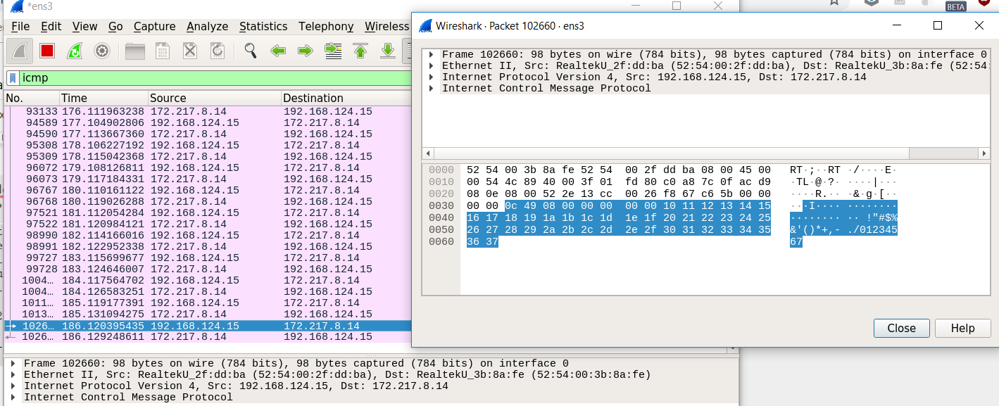 *ens3
File Edit View Go Capture Analyze Statistics Telephony Wireless
icmp
No. Time Source Destination
93133 176.111963238 172.217.8.14 192.168.124.15
94589 177.104902806 192.168.124.15 172.217.8.14
94590 177.113667360 172.217.8.14 192.168.124.15
95308 178.106227192 192.168.124.15 172.217.8.14
95309 178.115042368 172.217.8.14 192.168.124.15
96072 179.108126811 192.168.124.15 172.217.8.14
96073 179.117184331 172.217.8.14 192.168.124.15
96767 180.110161122 192.168.124.15 172.217.8.14
96768 180.119026288 172.217.8.14 192.168.124.15
97521 181.112054284 192.168.124.15 172.217.8.14
97522 181.120984121 172.217.8.14 192.168.124.15
98990 182.114166016 192.168.124.15 172.217.8.14
98991 182.122952338 172.217.8.14 192.168.124.15
99727 183.115699677 192.168.124.15 172.217.8.14
99728 183.124646007 172.217.8.14 192.168.124.15
1004… 184.117564702 192.168.124.15 172.217.8.14
1004… 184.126583251 172.217.8.14 192.168.124.15
1011… 185.119177391 192.168.124.15 172.217.8.14
1013… 185.131094275 172.217.8.14 192.168.124.15
1026… 186.120395435 192.168.124.15 172.217.8.14
1026… 186.129248611 172.217.8.14 192.168.124.15
Frame 102660: 98 bytes on wire (784 bits), 98 bytes captured (784 bits) on interface 0
Ethernet II, Src: RealtekU_2f:dd:ba (52:54:00:2f:dd:ba), Dst: RealtekU_3b:8a:fe (52:54:00:3b:8a:fe)
Internet Protocol Version 4, Src: 192.168.124.15, Dst: 172.217.8.14
Internet Control Message Protocol
BETA
Wireshark · Packet 102660 · ens3
Frame 102660: 98 bytes on wire (784 bits), 98 bytes captured (784 bits) on interface 0
Ethernet II, Src: RealtekU_2f:dd:ba (52:54:00:2f:dd:ba), Dst: RealtekU_3b:8a:fe (52:54:
Internet Protocol Version 4, Src: 192.168.124.15, Dst: 172.217.8.14
Internet Control Message Protocol
0000 52 54 00 3b 8a fe 52 54 00 2f dd ba 08 00 45 00 RT·;··RT ·/····E·
0010 00 54 4c 89 40 00 3f 01 fd 80 c0 a8 7c 0f ac d9 ·TL·@·?· ····|···
0020 08 0e 08 00 52 2e 13 cc 00 26 f8 67 c6 5b 00 00 ····R.·· ·&·g·[··
0030 00 00 0c 49 08 00 00 00 00 00 10 11 12 13 14 15 ···I···· ········
0040 16 17 18 19 1a 1b 1c 1d 1e 1f 20 21 22 23 24 25 ········ ·· !"#$%
0050 26 27 28 29 2a 2b 2c 2d 2e 2f 30 31 32 33 34 35 &'()*+,- ./012345
0060 36 37 67
Close Help